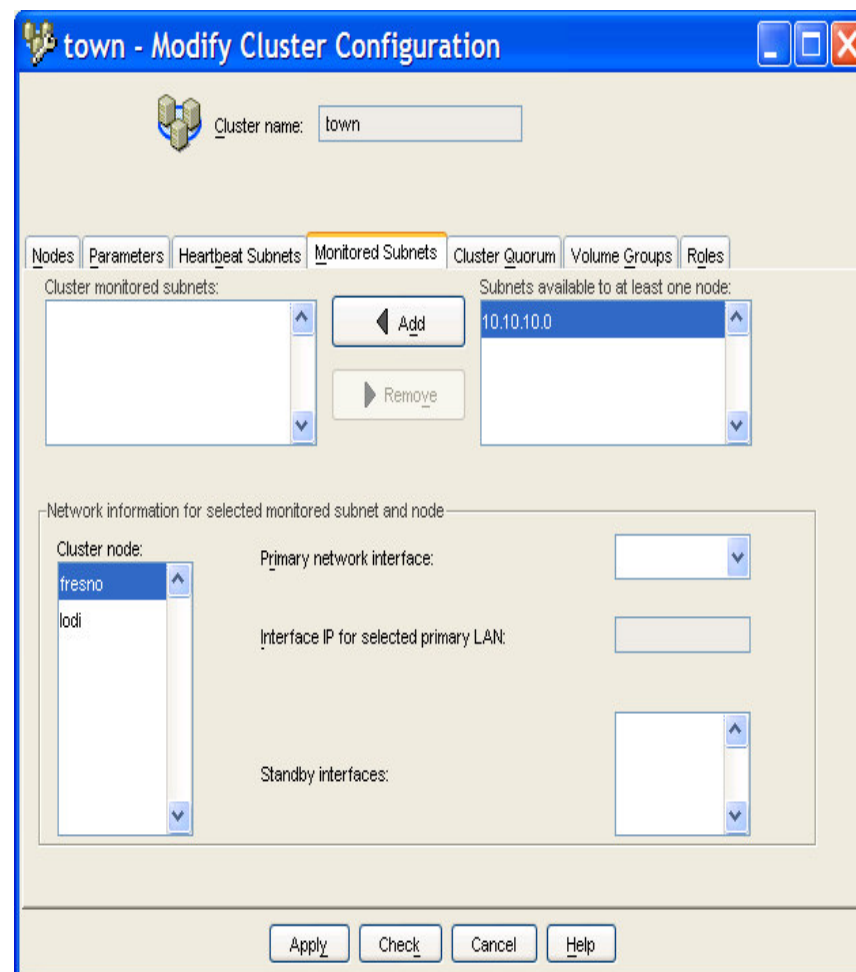 town - Modify Cluster Configuration
Cluster name: town
Nodes Parameters Heartbeat Subnets Monitored Subnets Cluster Quorum Volume Groups Roles
Cluster monitored subnets:
Subnets available to at least one node:
Add
10.10.10.0
Remove
Network information for selected monitored subnet and node
Cluster node:
Primary network interface:
fresno
lodi
Interface IP for selected primary LAN:
Standby interfaces:
Apply Check Cancel Help